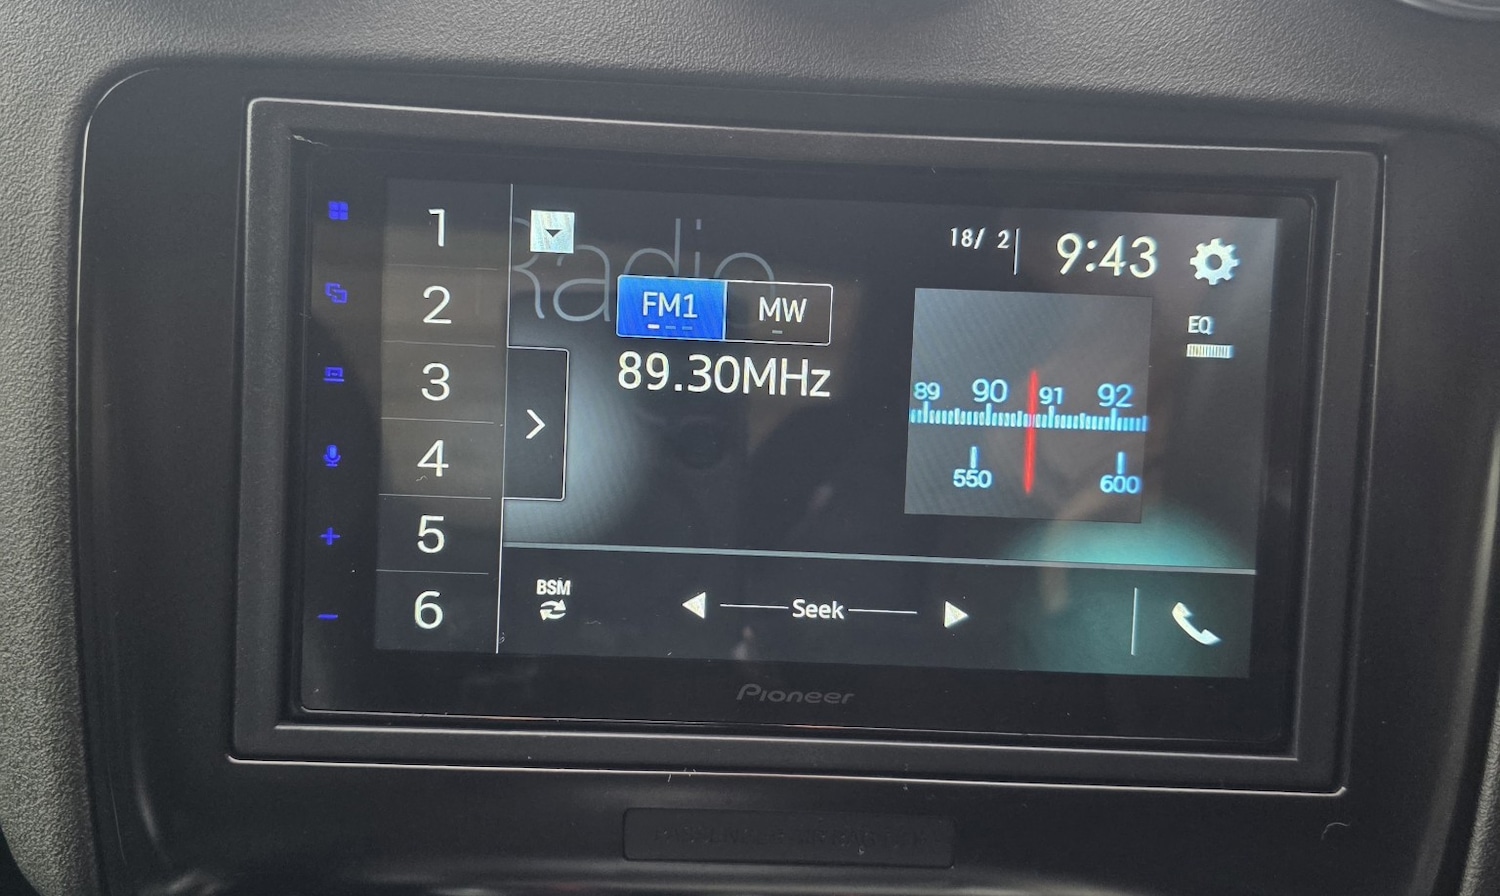 Radio
18/ 2 9:43
FM1 MW
89.30MHz
EQ
89 90 91 92
550 600
1
2
3
4
5
6
BSM
Seek
Pioneer